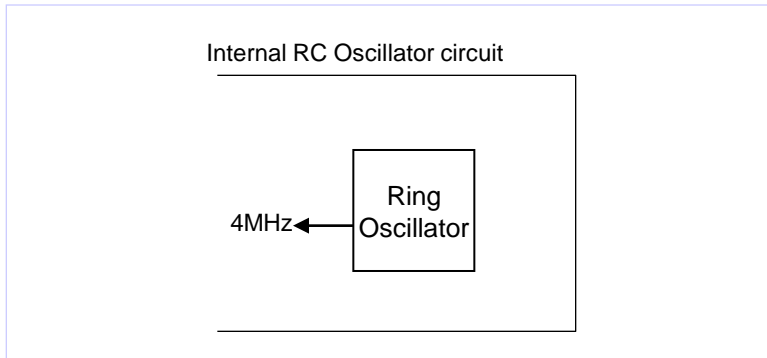 Internal RC Oscillator circuit
Ring
4MHz
Oscillator